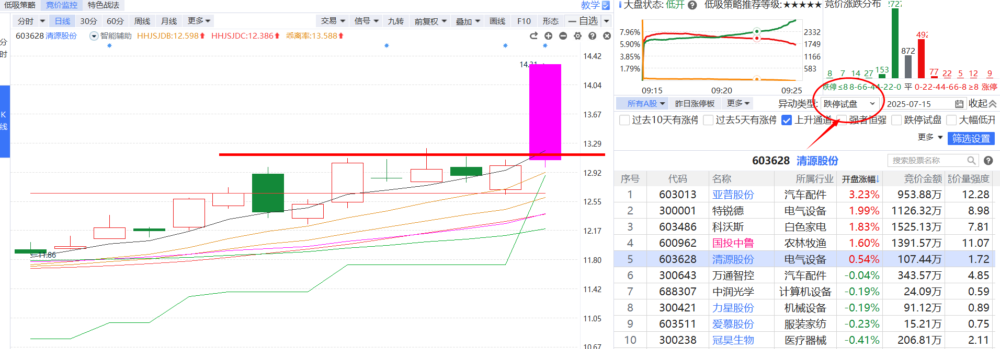 低吸策略 竞价监控 特色战法 教学
分时 日线 30分 60分 周线 月线 更多 交易 信号 九转 前复权 叠加 画线 F10 形态 一 自选
603628 清源股份 智能辅助 HHJSJDB:12.598 HHJSJDC:12.386 乖离率:13.588
分时
K线
14.42
14.04
13.67
13.29
12.92
12.55
12.17
11.80
11.42
11.05
10.67
14.31
←11.86
大盘状态: 低开 低吸策略推荐等级:★★★★★ 竞价涨跌分布
7.96%
5.90%
3.85%
1.79%
2332
1749
1166
583
09:15 09:20 09:25
8 7 14 27 153 2727 872 492 77 22 5 12 9
跌停 ≤8 8-66-44-22-0 平 0-22-44-66-8 ≥8 涨停
所有A股 昨日涨停板 更多 异动类型: 跌停试盘 2025-07-15 收起
过去10天有涨停 过去5天有涨停 上升通道 强者恒强 跌停试盘 大幅低开
更多 筛选设置
603628 清源股份 搜索股票名称
序号 代码 名称 所属行业 开盘涨幅↓ 竞价金额 竞价量强度
1 603013 亚普股份 汽车配件 3.23% 953.88万 12.28
2 300001 特锐德 电气设备 1.99% 1126.32万 8.98
3 603486 科沃斯 白色家电 1.83% 1525.13万 7.81
4 600962 国投中鲁 农林牧渔 1.60% 1391.57万 11.07
5 603628 清源股份 电气设备 0.54% 107.44万 1.72
6 300643 万通智控 汽车配件 -0.04% 343.57万 4.85
7 688307 中润光学 计算机设备 -0.19% 24.09万 0.59
8 300421 力星股份 机械设备 -0.19% 91.12万 0.89
9 603511 爱慕股份 服装家纺 -0.23% 15.21万 0.75
10 300238 冠昊生物 医疗器械 -0.41% 206.81万 2.11